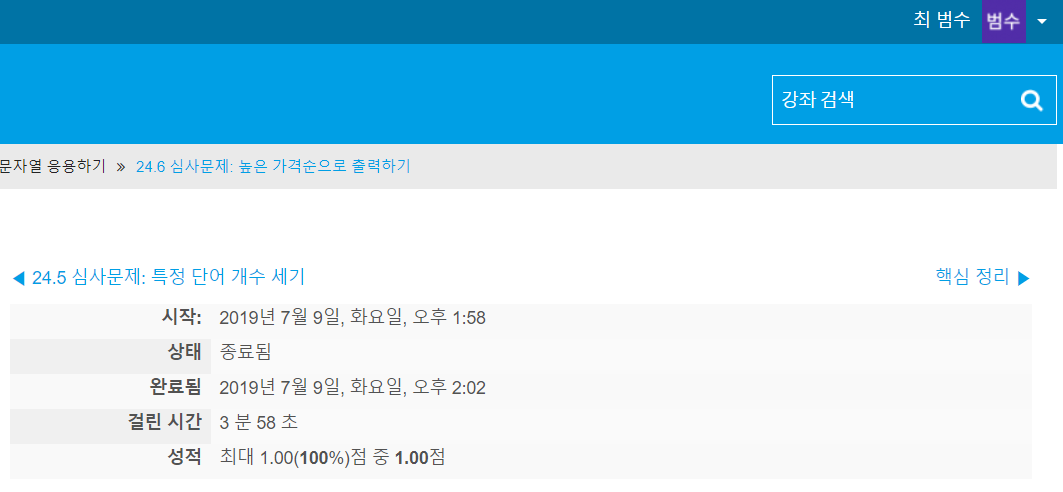 최 범수 범수
강좌 검색
문자열 응용하기 » 24.6 심사문제: 높은 가격순으로 출력하기
◀ 24.5 심사문제: 특정 단어 개수 세기
핵심 정리 ▶
시작: 2019년 7월 9일, 화요일, 오후 1:58
상태 종료됨
완료됨 2019년 7월 9일, 화요일, 오후 2:02
걸린 시간 3 분 58 초
성적 최대 1.00(100%)점 중 1.00점